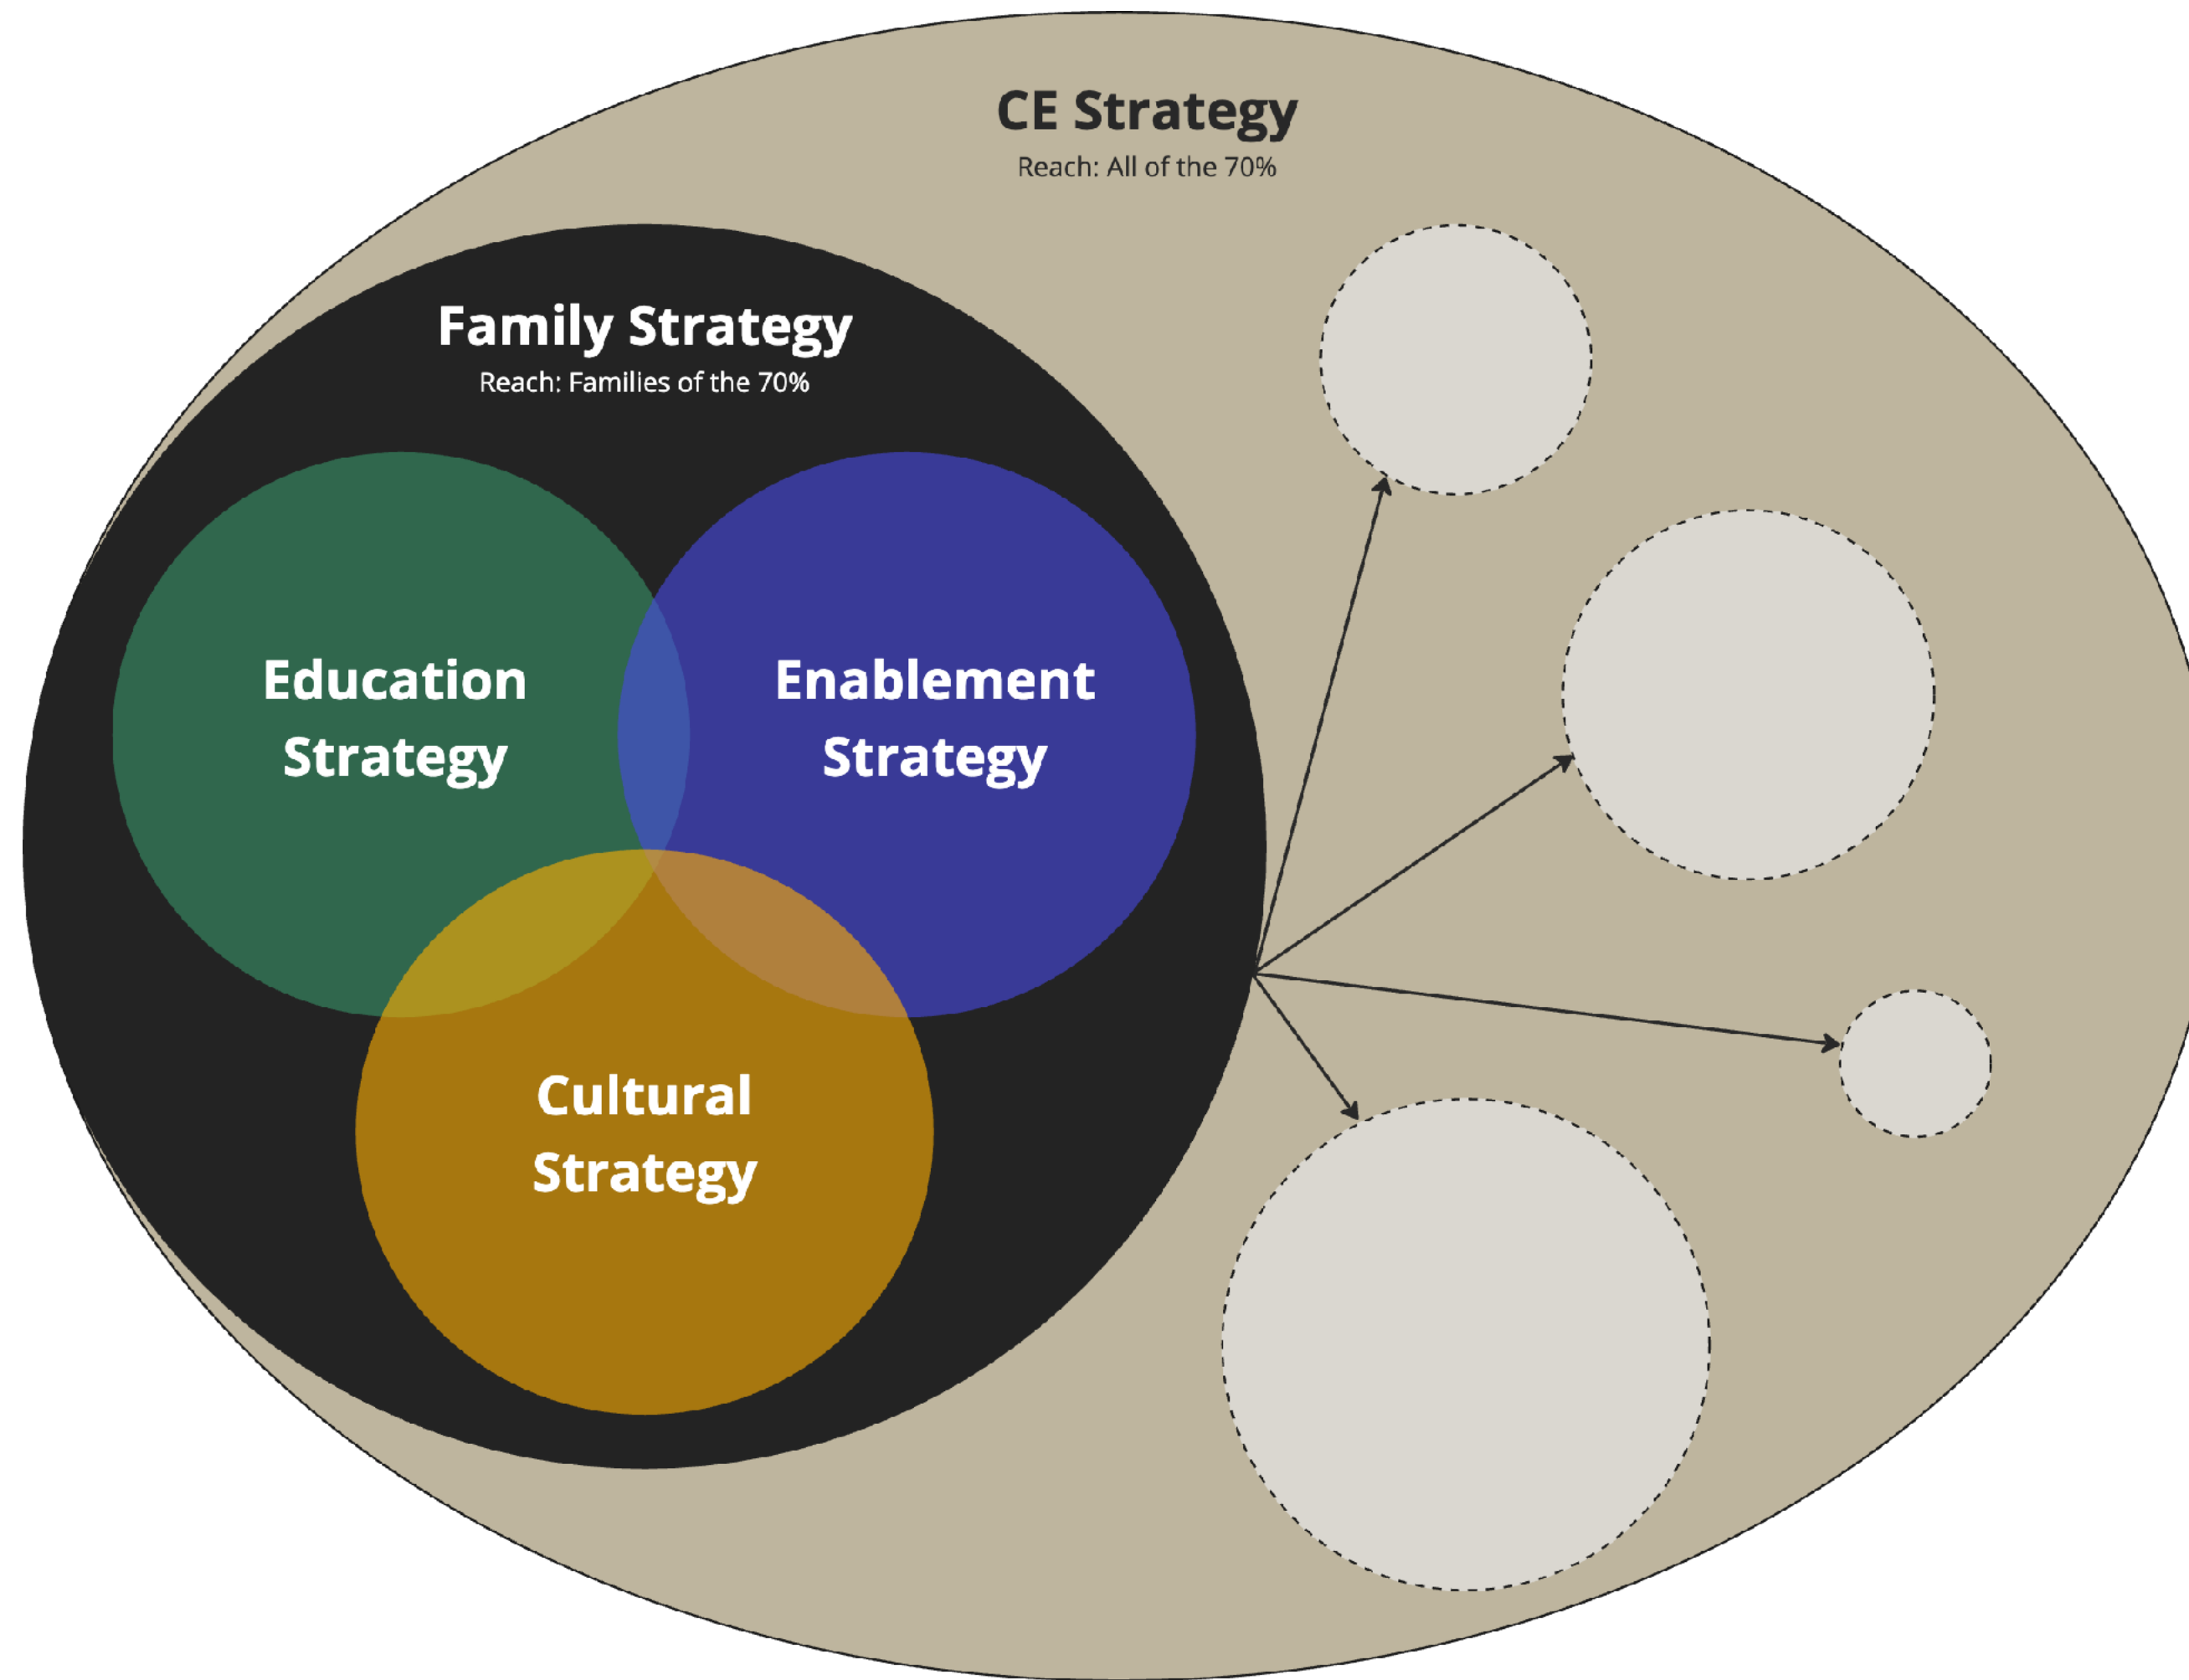 CE Strategy
Reach: All of the 70%
Family Strategy
Reach: Families of the 70%
Education
Strategy
Enablement
Strategy
Cultural
Strategy